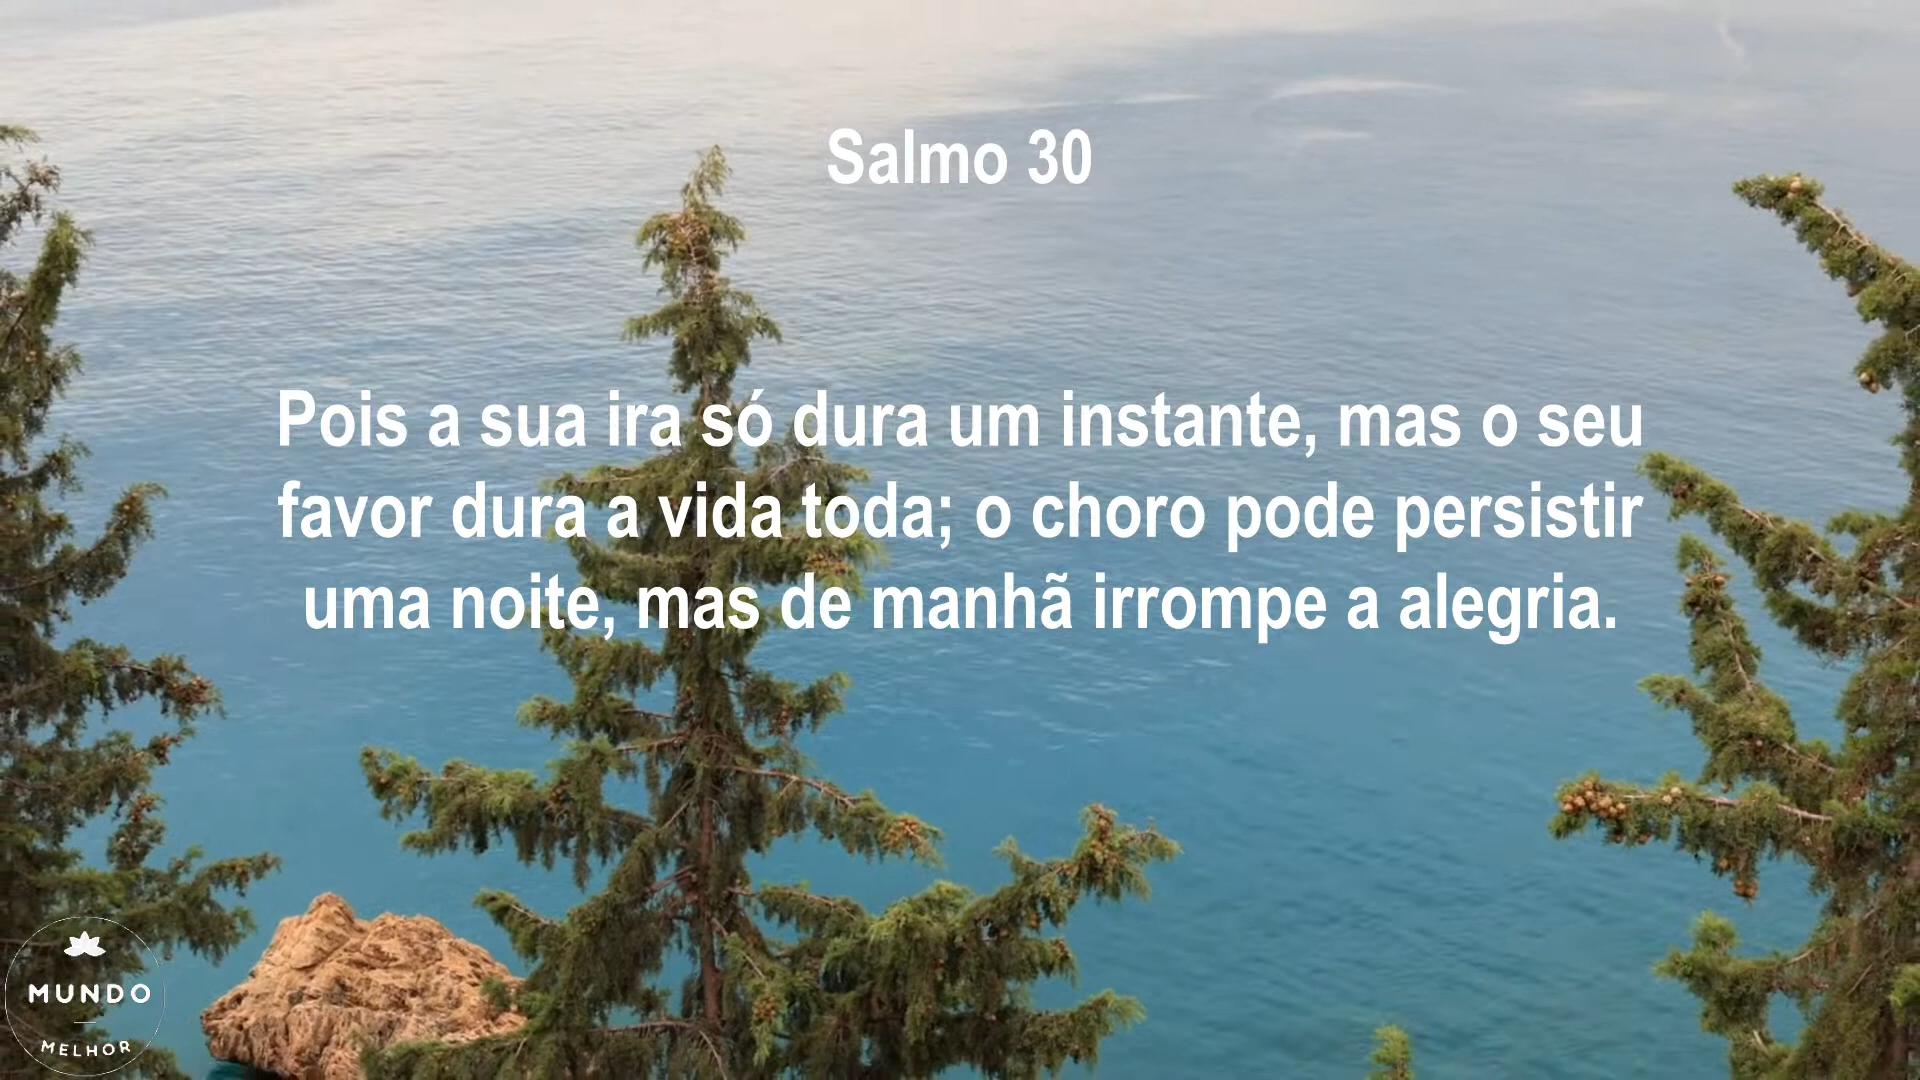 Salmo 30
Pois a sua ira só dura um instante, mas o seu
favor dura a vida toda; o choro pode persistir
uma noite, mas de manhã irrompe a alegria.
MUNDO
MELHOR